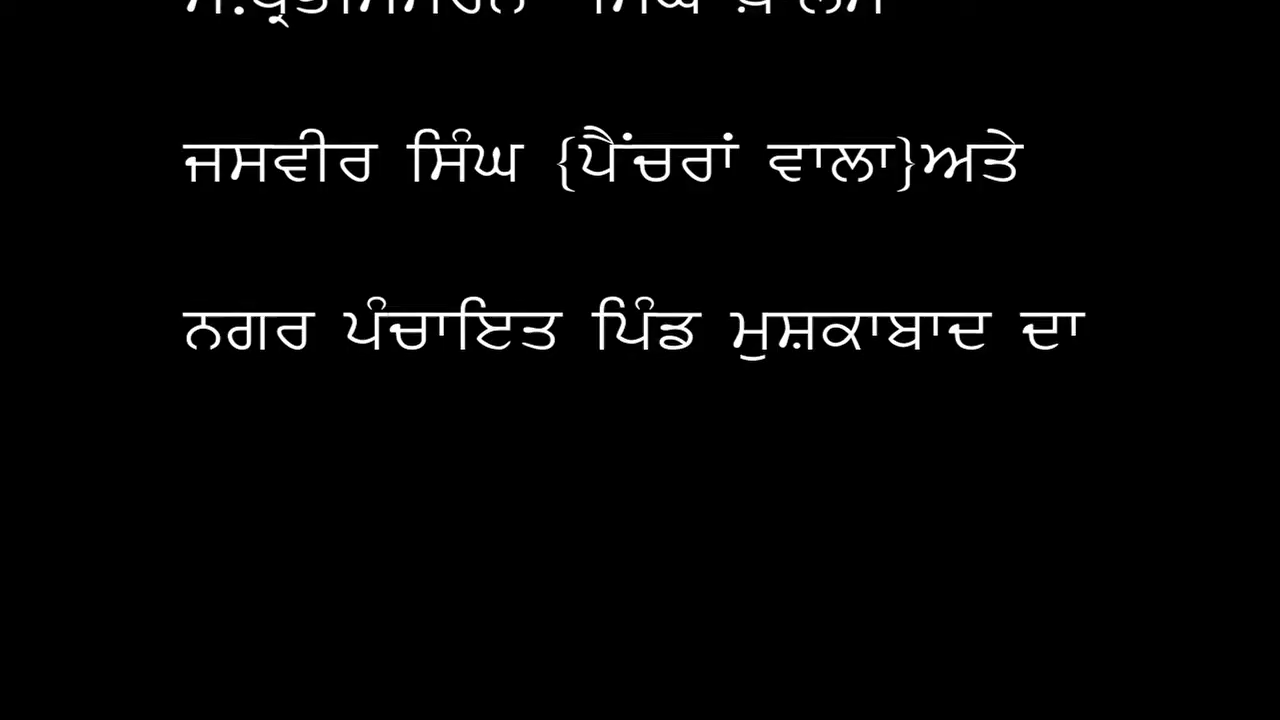 ਸਿੰਘ
ਜਸਵੀਰ ਸਿੰਘ {ਪੈਂਚਰਾਂ ਵਾਲਾ}ਅਤੇ
ਨਗਰ ਪੰਚਾਇਤ ਪਿੰਡ ਮੁਸ਼ਕਾਬਾਦ ਦਾ